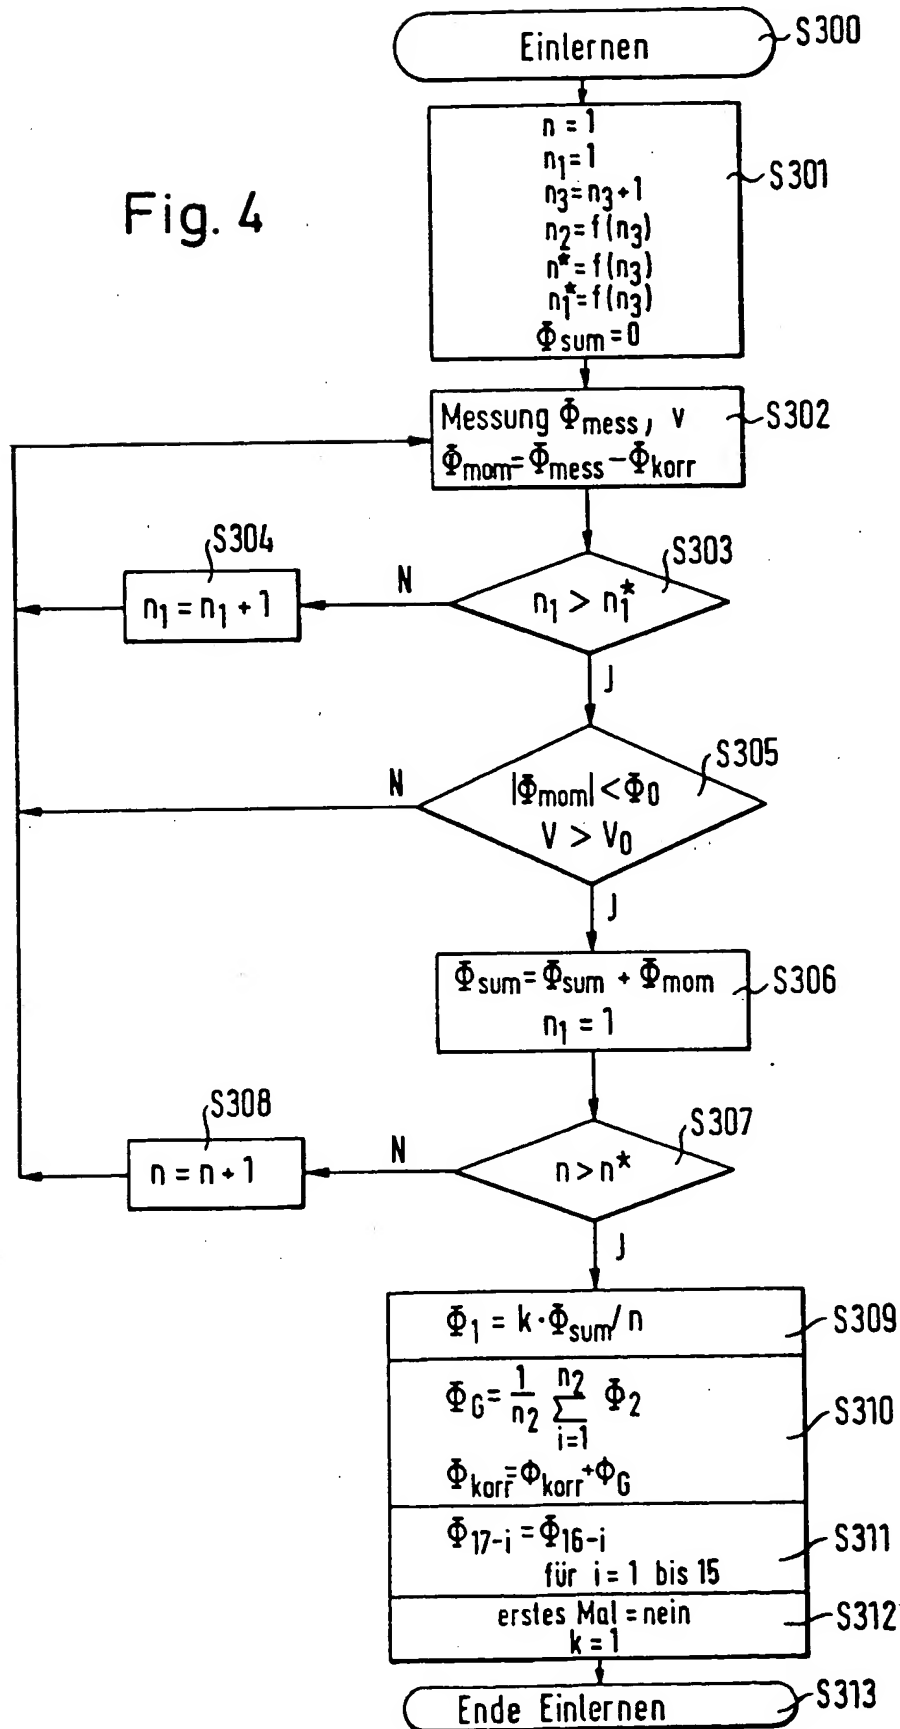 Einlernen
S300
Fig. 4
n = 1
n₁ = 1
n₃ = n₃ + 1
n₂ = f(n₃)
n* = f(n₃)
n₁* = f(n₃)
Φsum = 0
S301
Messung Φmess, v
Φmom = Φmess − Φkorr
S302
S303
n₁ > n₁*
N
S304
n₁ = n₁ + 1
J
S305
|Φmom| < Φ0
V > V0
N
J
Φsum = Φsum + Φmom
n₁ = 1
S306
S307
n > n*
N
S308
n = n + 1
J
Φ₁ = k · Φsum / n
S309
ΦG = 1/n₂ n₂ ∑ i=1 Φ₂
Φkorr = Φkorr + ΦG
S310
Φ17-i = Φ16-i
für i = 1 bis 15
S311
erstes Mal = nein
k = 1
S312
Ende Einlernen
S313